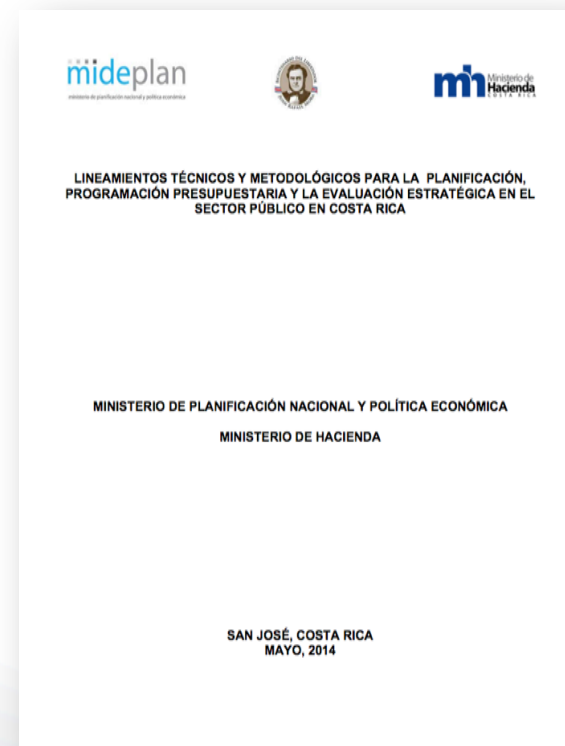 mideplan
ministerio de planificación nacional y política económica
Ministerio de
Hacienda
COSTA RICA
LINEAMIENTOS TÉCNICOS Y METODOLÓGICOS PARA LA PLANIFICACIÓN,
PROGRAMACIÓN PRESUPUESTARIA Y LA EVALUACIÓN ESTRATÉGICA EN EL
SECTOR PÚBLICO EN COSTA RICA
MINISTERIO DE PLANIFICACIÓN NACIONAL Y POLÍTICA ECONÓMICA
MINISTERIO DE HACIENDA
SAN JOSÉ, COSTA RICA
MAYO, 2014